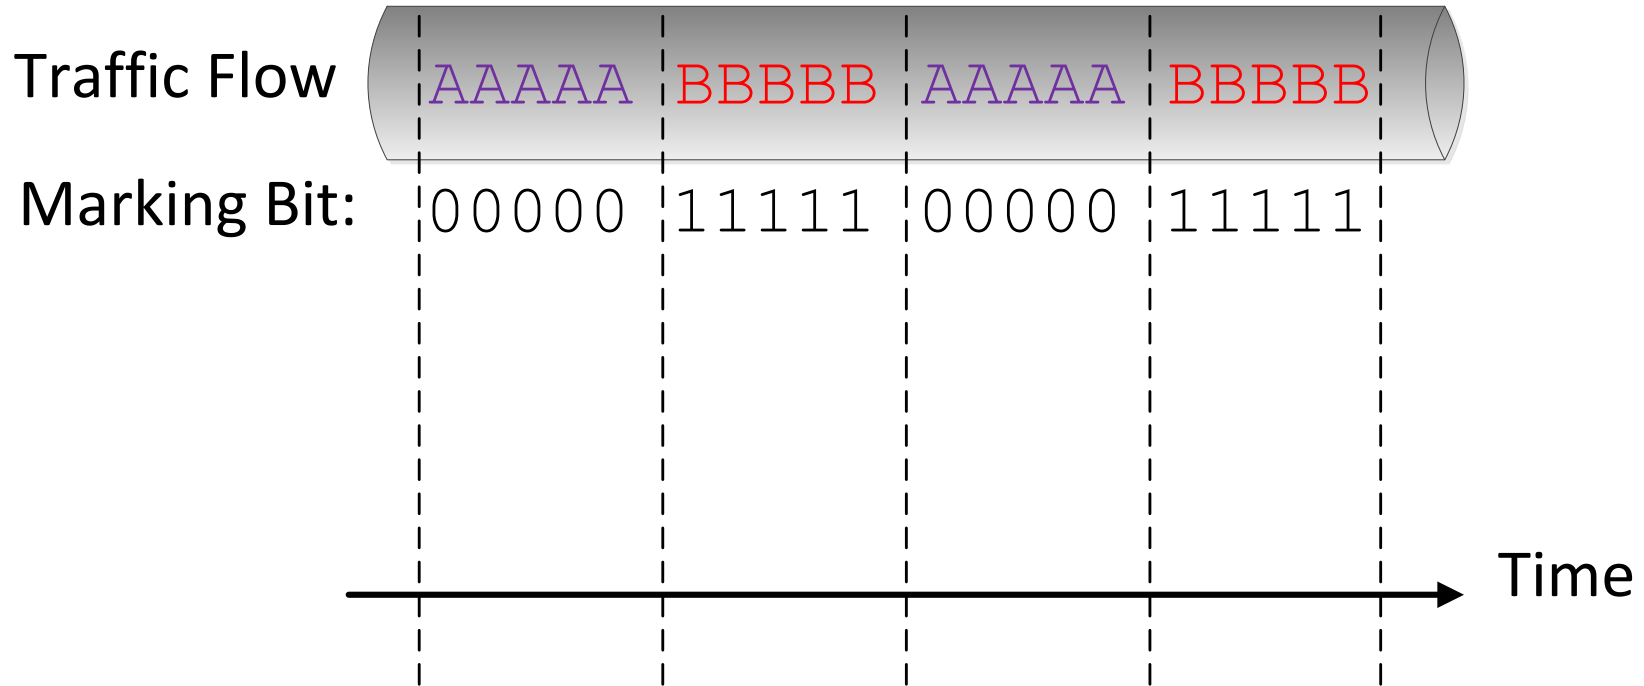 Traffic Flow AAAAA BBBBB AAAAA BBBBB
Marking Bit: 00000 11111 00000 11111
Time